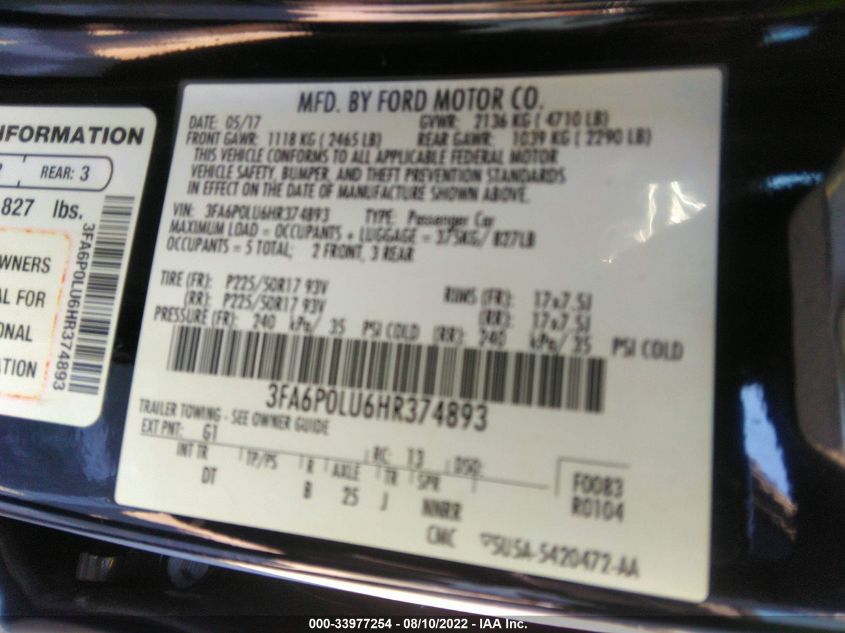 NFORMATION
REAR: 3
827 lbs.
WNERS
AL FOR
ONAL
ATION
3FA6P0LU6HR374893
MFD. BY FORD MOTOR CO.
DATE: 05/17 GVWR: 2136 KG ( 4710 LB)
FRONT GAWR: 1118 KG ( 2465 LB) REAR GAWR: 1039 KG ( 2290 LB)
THIS VEHICLE CONFORMS TO ALL APPLICABLE FEDERAL MOTOR
VEHICLE SAFETY, BUMPER, AND THEFT PREVENTION STANDARDS
IN EFFECT ON THE DATE OF MANUFACTURE SHOWN ABOVE.
VIN: 3FA6P0LU6HR374893 TYPE: Passenger Car
MAXIMUM LOAD = OCCUPANTS + LUGGAGE = 375KG/ 827LB
OCCUPANTS = 5 TOTAL; 2 FRONT, 3 REAR
TIRE (FR): P225/50R17 93V RIMS (FR): 17x7.5J
(RR): P225/50R17 93V (RR): 17x7.5J
PRESSURE (FR): 240 kPa/ 35 PSI COLD (RR): 240 kPa/ 35 PSI COLD
3FA6P0LU6HR374893
TRAILER TOWING - SEE OWNER GUIDE
EXT PNT: G1 RC: 13 DSO:
INT TR TP/PS R AXLE TR SPR
DT B 25 J NNRR
F0083
R0104
CMC 5U5A-5420472-AA
000-33977254 - 08/10/2022 - IAA Inc.